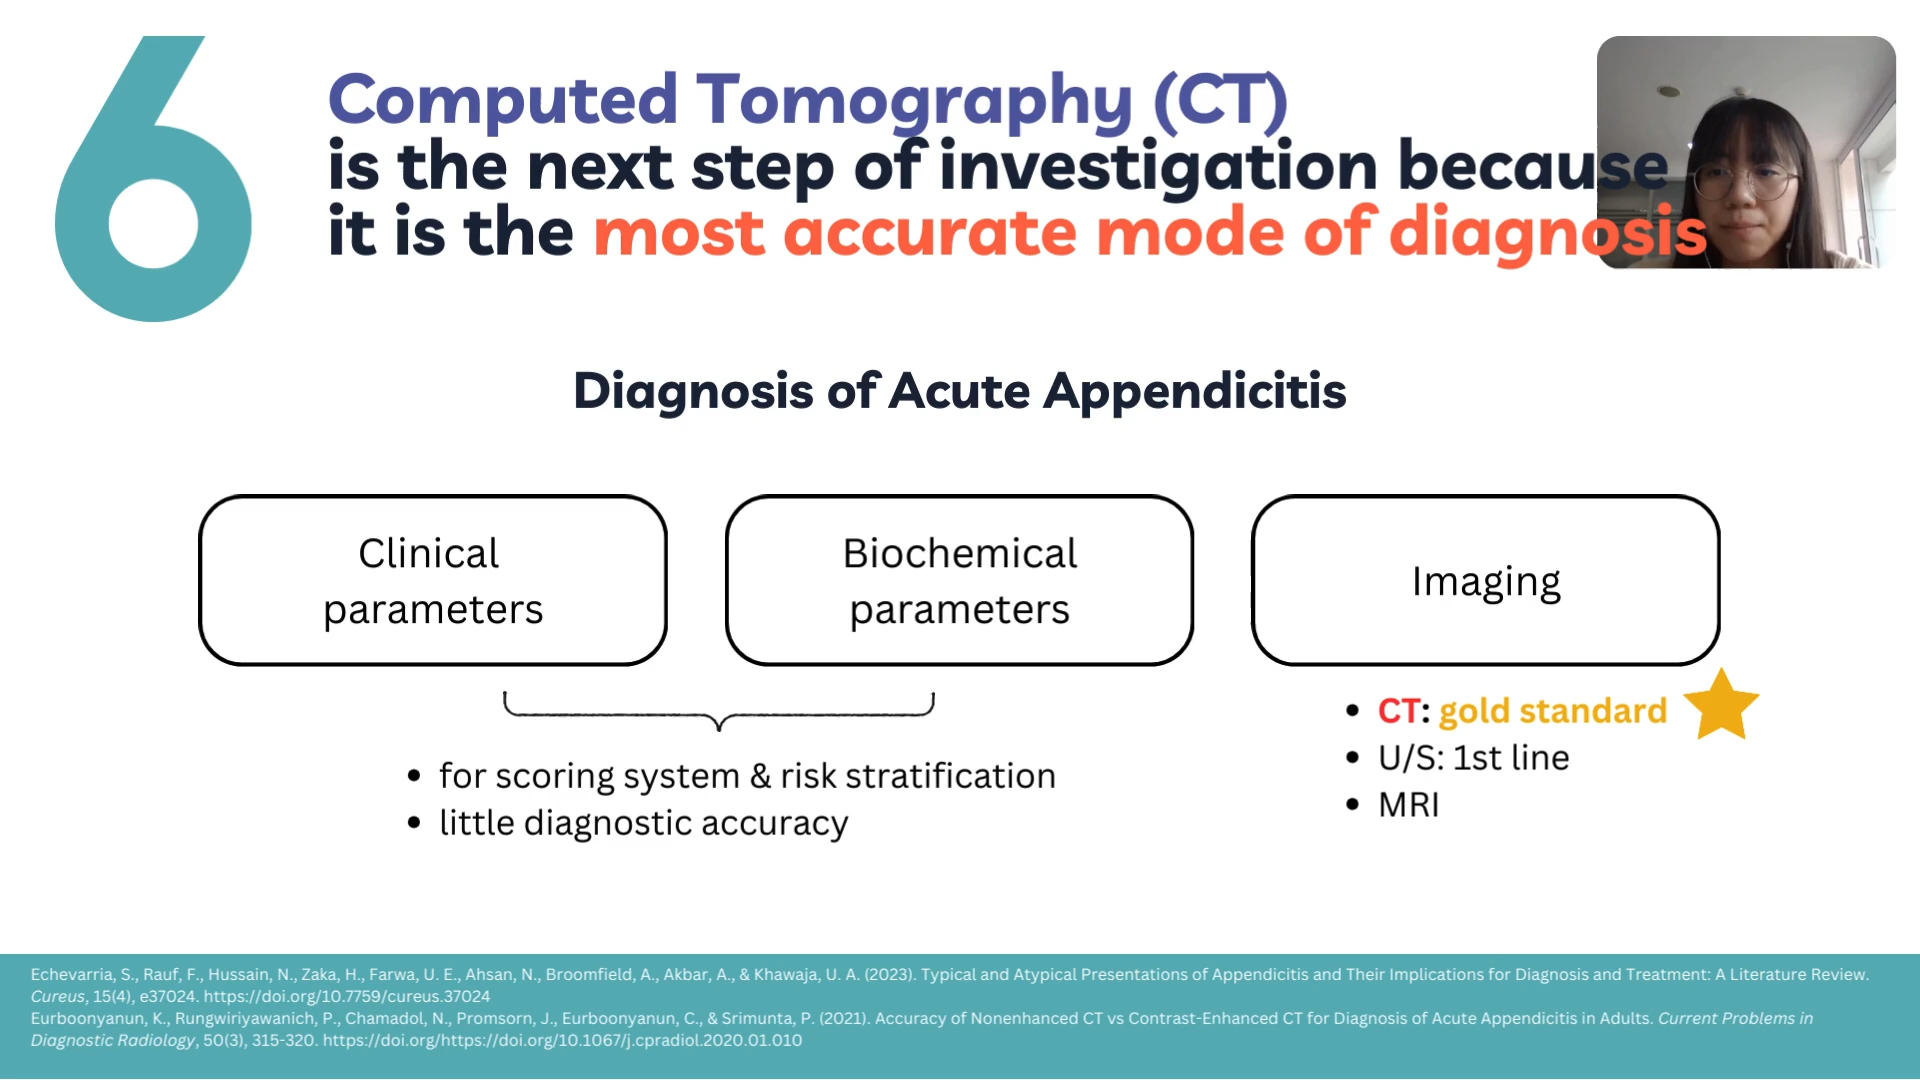 6
Computed Tomography (CT)
is the next step of investigation because
it is the most accurate mode of diagnosis
Diagnosis of Acute Appendicitis
Clinical
parameters
Biochemical
parameters
Imaging
• for scoring system & risk stratification
• little diagnostic accuracy
• CT: gold standard
• U/S: 1st line
• MRI
Echevarria, S., Rauf, F., Hussain, N., Zaka, H., Farwa, U. E., Ahsan, N., Broomfield, A., Akbar, A., & Khawaja, U. A. (2023). Typical and Atypical Presentations of Appendicitis and Their Implications for Diagnosis and Treatment: A Literature Review.
Cureus, 15(4), e37024. https://doi.org/10.7759/cureus.37024
Eurboonyanun, K., Rungwiriyawanich, P., Chamadol, N., Promsorn, J., Eurboonyanun, C., & Srimunta, P. (2021). Accuracy of Nonenhanced CT vs Contrast-Enhanced CT for Diagnosis of Acute Appendicitis in Adults. Current Problems in
Diagnostic Radiology, 50(3), 315-320. https://doi.org/https://doi.org/10.1067/j.cpradiol.2020.01.010